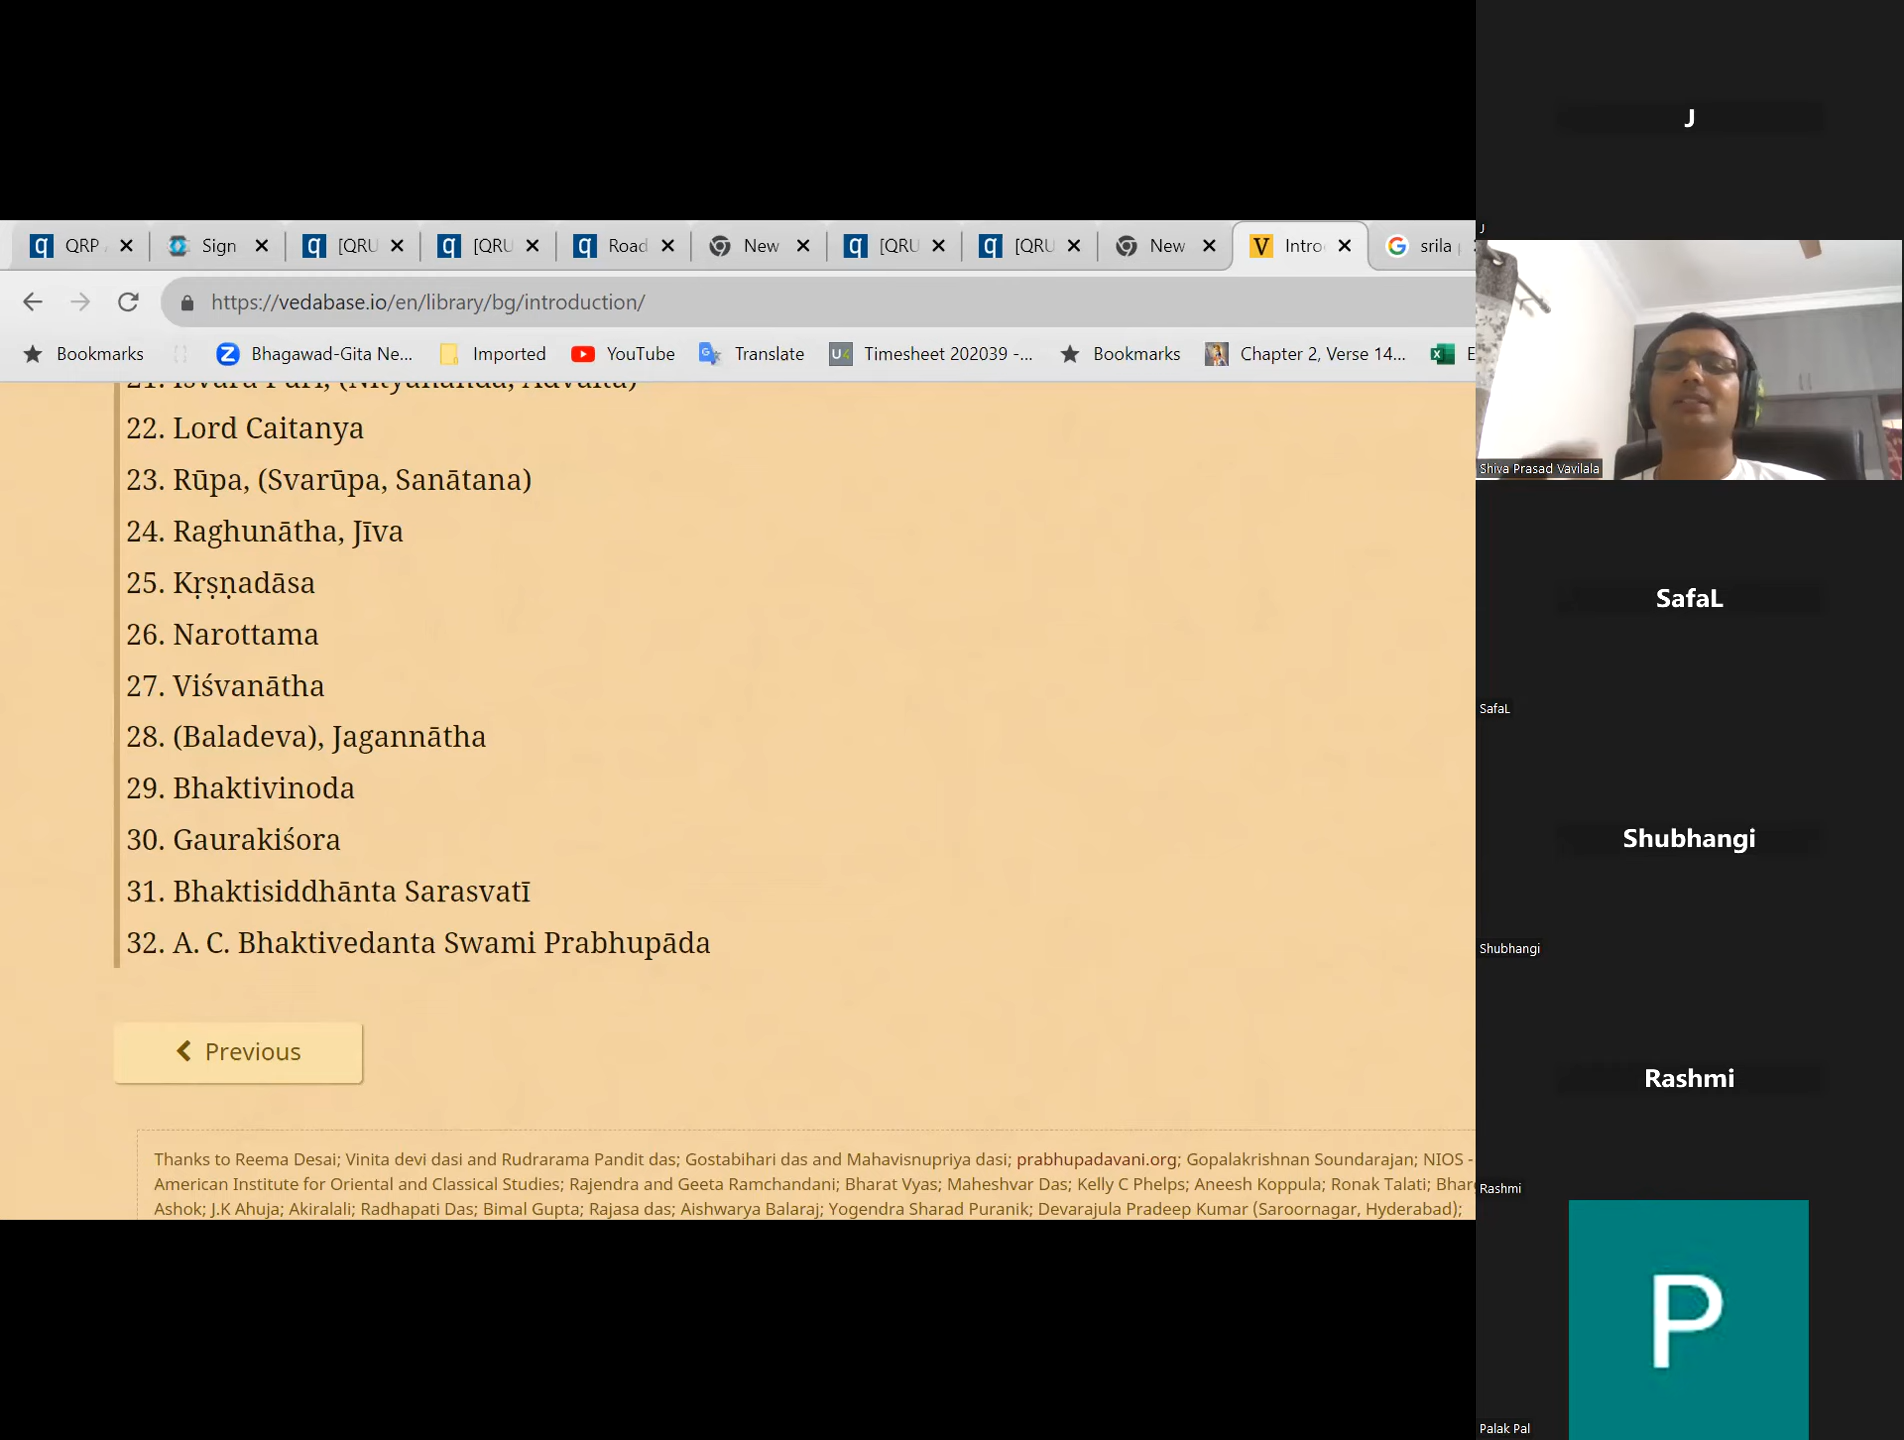 QRP
Sign
[QRU
[QRU
Road
New
[QRU
[QRU
New
Intro
srila
https://vedabase.io/en/library/bg/introduction/
Bookmarks
Bhagawad-Gita Ne...
Imported
YouTube
Translate
Timesheet 202039 -...
Bookmarks
Chapter 2, Verse 14...
E
21. Īśvara Purī, (Nityānanda, Advaita)
22. Lord Caitanya
23. Rūpa, (Svarūpa, Sanātana)
24. Raghunātha, Jīva
25. Kṛṣṇadāsa
26. Narottama
27. Viśvanātha
28. (Baladeva), Jagannātha
29. Bhaktivinoda
30. Gaurakiśora
31. Bhaktisiddhānta Sarasvatī
32. A. C. Bhaktivedanta Swami Prabhupāda
Previous
Thanks to Reema Desai; Vinita devi dasi and Rudrarama Pandit das; Gostabihari das and Mahavisnupriya dasi; prabhupadavani.org; Gopalakrishnan Soundarajan; NIOS -
American Institute for Oriental and Classical Studies; Rajendra and Geeta Ramchandani; Bharat Vyas; Maheshvar Das; Kelly C Phelps; Aneesh Koppula; Ronak Talati; Bharg
Ashok; J.K Ahuja; Akiralali; Radhapati Das; Bimal Gupta; Rajasa das; Aishwarya Balaraj; Yogendra Sharad Puranik; Devarajula Pradeep Kumar (Saroornagar, Hyderabad);
J
J
Shiva Prasad Vavilala
SafaL
SafaL
Shubhangi
Shubhangi
Rashmi
Rashmi
P
Palak Pal